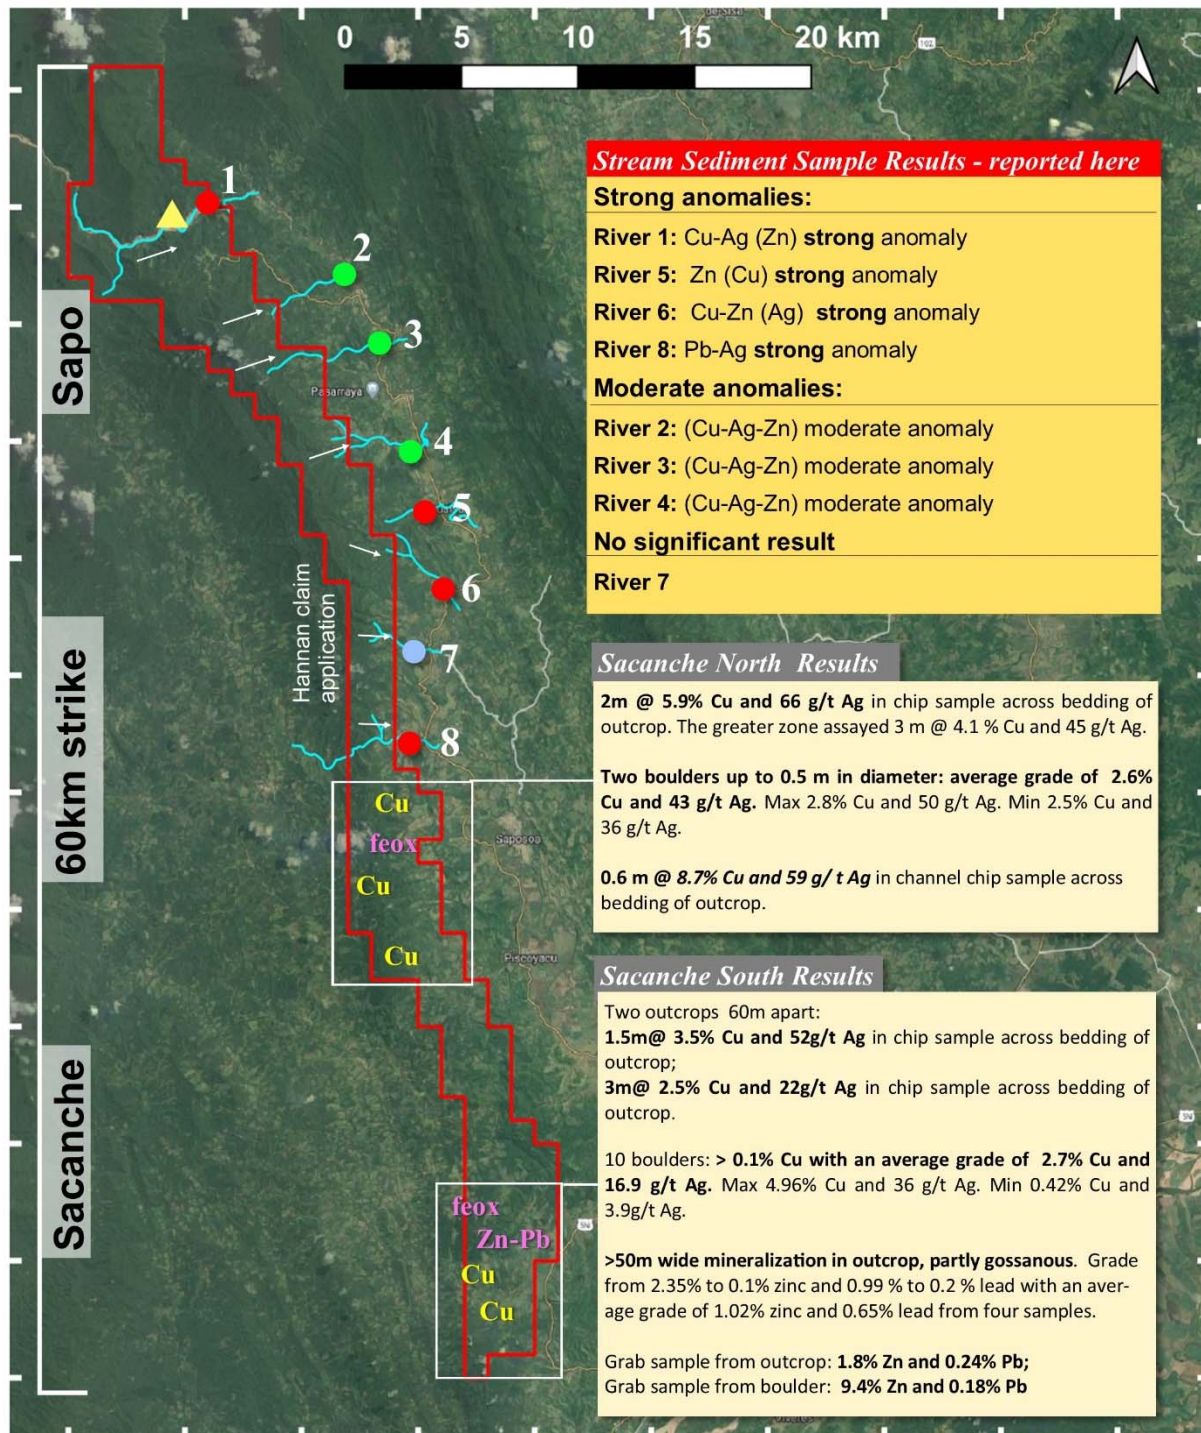 de Sisa
102
0 5 10 15 20 km
Stream Sediment Sample Results - reported here
Strong anomalies:
River 1: Cu-Ag (Zn) strong anomaly
River 5: Zn (Cu) strong anomaly
River 6: Cu-Zn (Ag) strong anomaly
River 8: Pb-Ag strong anomaly
Moderate anomalies:
River 2: (Cu-Ag-Zn) moderate anomaly
River 3: (Cu-Ag-Zn) moderate anomaly
River 4: (Cu-Ag-Zn) moderate anomaly
No significant result
River 7
1
2
3
Pasarraya
4
5
6
7
8
Sapo
60km strike
Sacanche
Hannan claim
application
Cu
feox
Cu
Cu
Saposoa
Piscoyacu
feox
Zn-Pb
Cu
Cu
Sacanche North Results
2m @ 5.9% Cu and 66 g/t Ag in chip sample across bedding of
outcrop. The greater zone assayed 3 m @ 4.1 % Cu and 45 g/t Ag.
Two boulders up to 0.5 m in diameter: average grade of 2.6%
Cu and 43 g/t Ag. Max 2.8% Cu and 50 g/t Ag. Min 2.5% Cu and
36 g/t Ag.
0.6 m @ 8.7% Cu and 59 g/ t Ag in channel chip sample across
bedding of outcrop.
Sacanche South Results
Two outcrops 60m apart:
1.5m@ 3.5% Cu and 52g/t Ag in chip sample across bedding of
outcrop;
3m@ 2.5% Cu and 22g/t Ag in chip sample across bedding of
outcrop.
10 boulders: > 0.1% Cu with an average grade of 2.7% Cu and
16.9 g/t Ag. Max 4.96% Cu and 36 g/t Ag. Min 0.42% Cu and
3.9g/t Ag.
>50m wide mineralization in outcrop, partly gossanous. Grade
from 2.35% to 0.1% zinc and 0.99 % to 0.2 % lead with an aver-
age grade of 1.02% zinc and 0.65% lead from four samples.
Grab sample from outcrop: 1.8% Zn and 0.24% Pb;
Grab sample from boulder: 9.4% Zn and 0.18% Pb